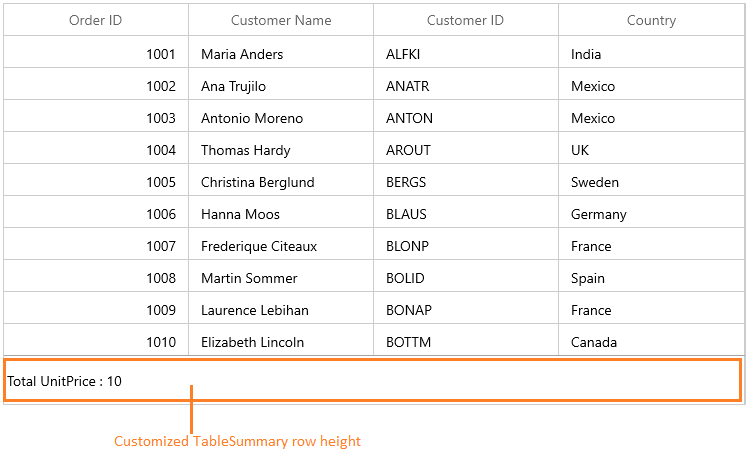 Order ID Customer Name Customer ID Country
1001 Maria Anders ALFKI India
1002 Ana Trujilo ANATR Mexico
1003 Antonio Moreno ANTON Mexico
1004 Thomas Hardy AROUT UK
1005 Christina Berglund BERGS Sweden
1006 Hanna Moos BLAUS Germany
1007 Frederique Citeaux BLONP France
1008 Martin Sommer BOLID Spain
1009 Laurence Lebihan BONAP France
1010 Elizabeth Lincoln BOTTM Canada
Total UnitPrice : 10
Customized TableSummary row height